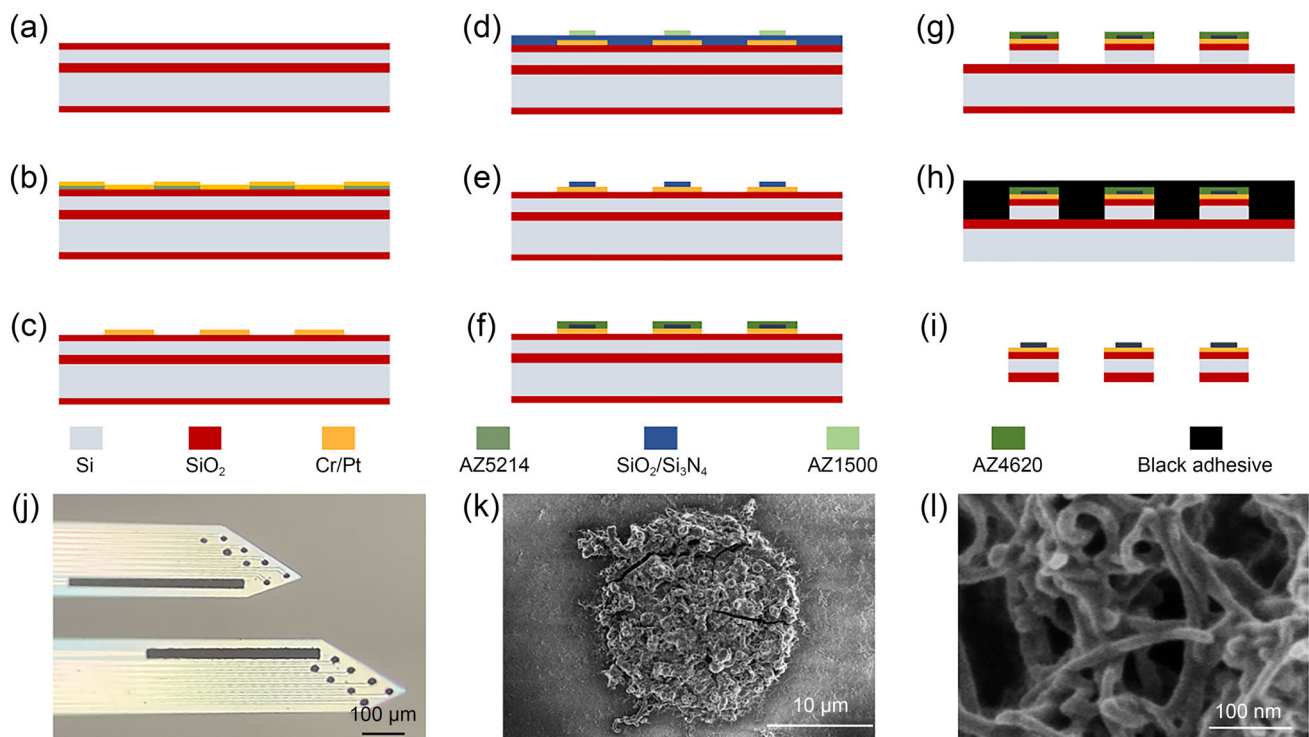 (a)
(d)
(g)
(b)
(e)
(h)
(c)
(f)
(i)
Si
SiO₂
Cr/Pt
AZ5214
SiO₂/Si₃N₄
AZ1500
AZ4620
Black adhesive
(j)
(k)
(l)
100 µm
10 µm
100 nm